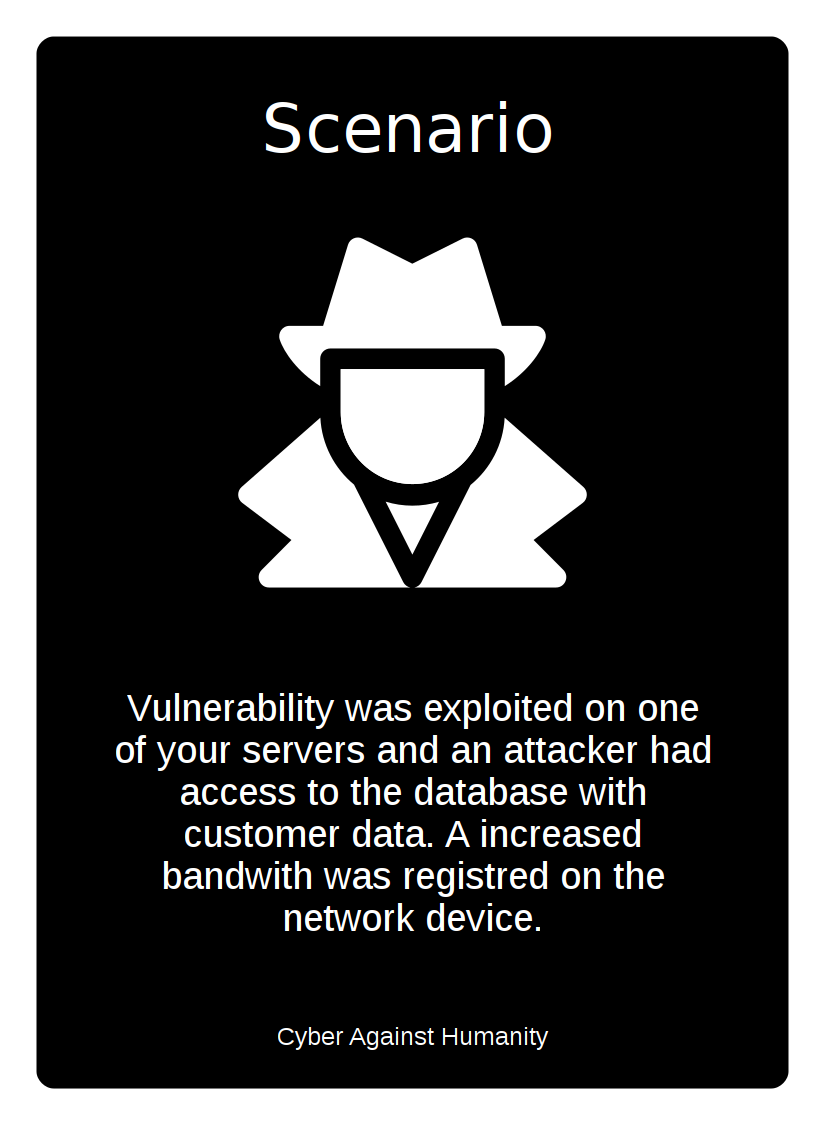 Scenario
Vulnerability was exploited on one
of your servers and an attacker had
access to the database with
customer data. A increased
bandwith was registred on the
network device.
Cyber Against Humanity